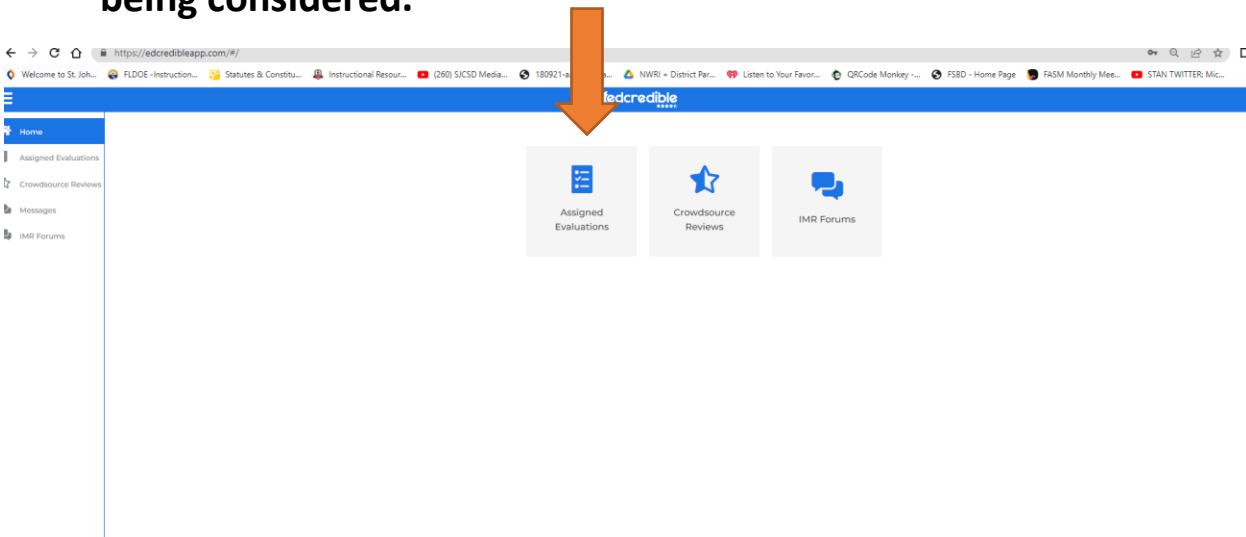 being considered.
https://edcredibleapp.com/#/
Welcome to St. Joh... FLDOE -Instruction... Statutes & Constitu... Instructional Resour... (260) SJCSD Media... 180921-a... NWRI + District Par... Listen to Your Favor... QRCode Monkey -... FSBD - Home Page FASM Monthly Mee... STAN TWITTER: Mic...
edcredible
Home
Assigned Evaluations
Crowdsource Reviews
Messages
IMR Forums
Assigned
Evaluations
Crowdsource
Reviews
IMR Forums